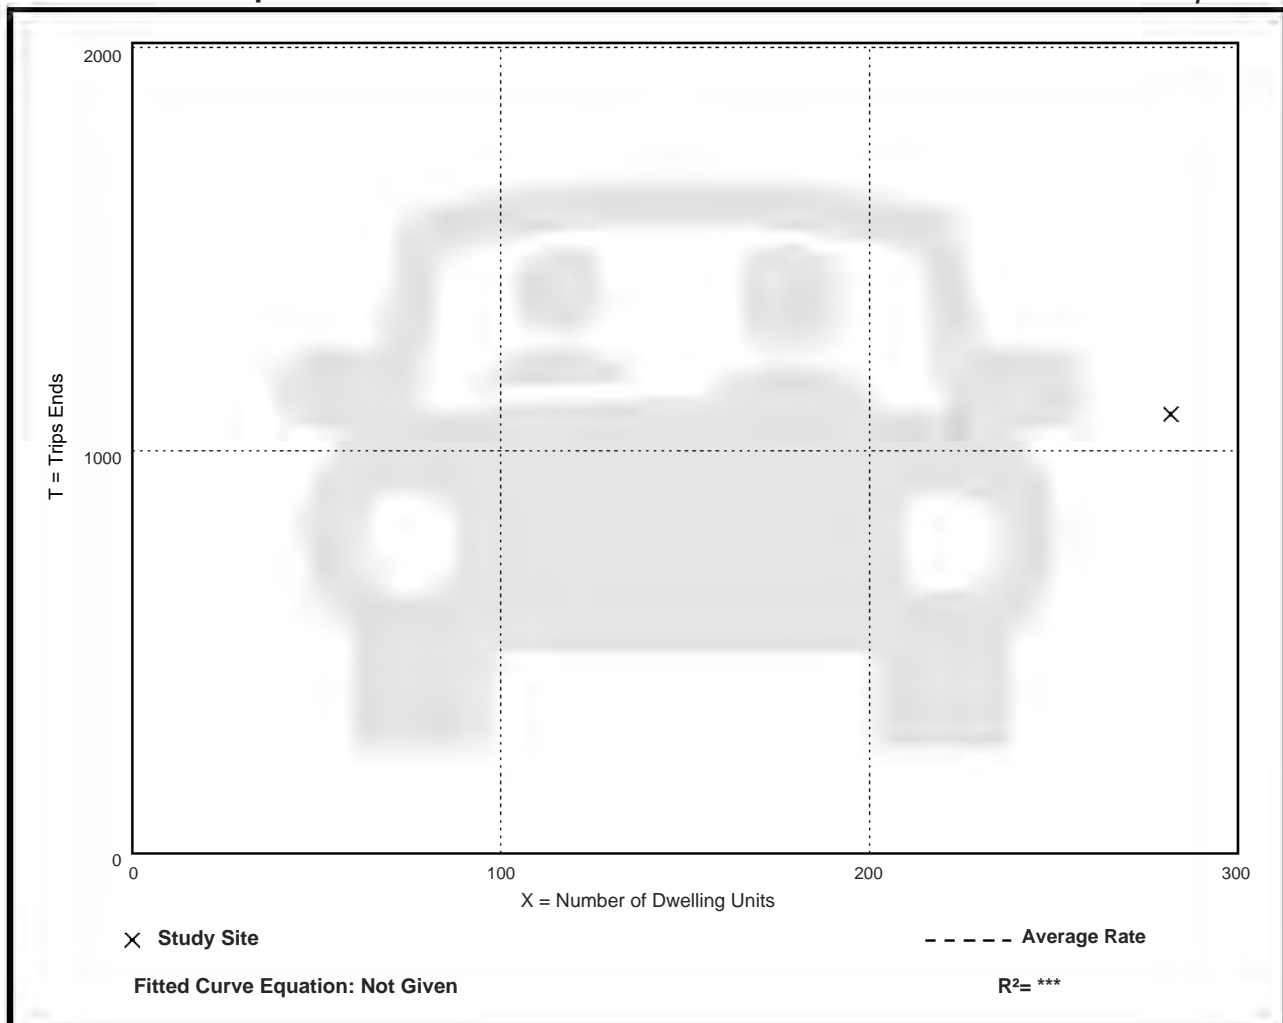 2000
T = Trips Ends
1000
0
0 100 200 300
X = Number of Dwelling Units
Study Site
Average Rate
Fitted Curve Equation: Not Given
R²= ***